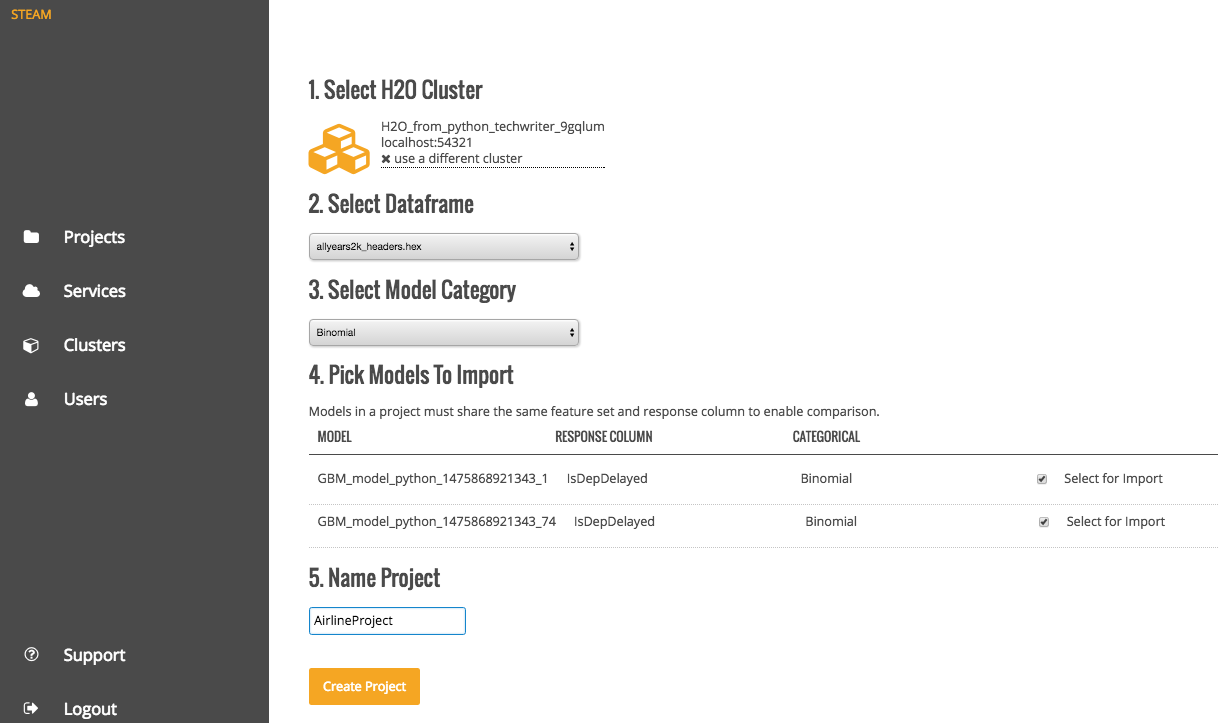 STEAM
Projects
Services
Clusters
Users
Support
Logout
1. Select H2O Cluster
H2O_from_python_techwriter_9gqlum
localhost:54321
✖ use a different cluster
2. Select Dataframe
allyears2k_headers.hex
3. Select Model Category
Binomial
4. Pick Models To Import
Models in a project must share the same feature set and response column to enable comparison.
MODEL RESPONSE COLUMN CATEGORICAL
GBM_model_python_1475868921343_1 IsDepDelayed Binomial Select for Import
GBM_model_python_1475868921343_74 IsDepDelayed Binomial Select for Import
5. Name Project
AirlineProject
Create Project